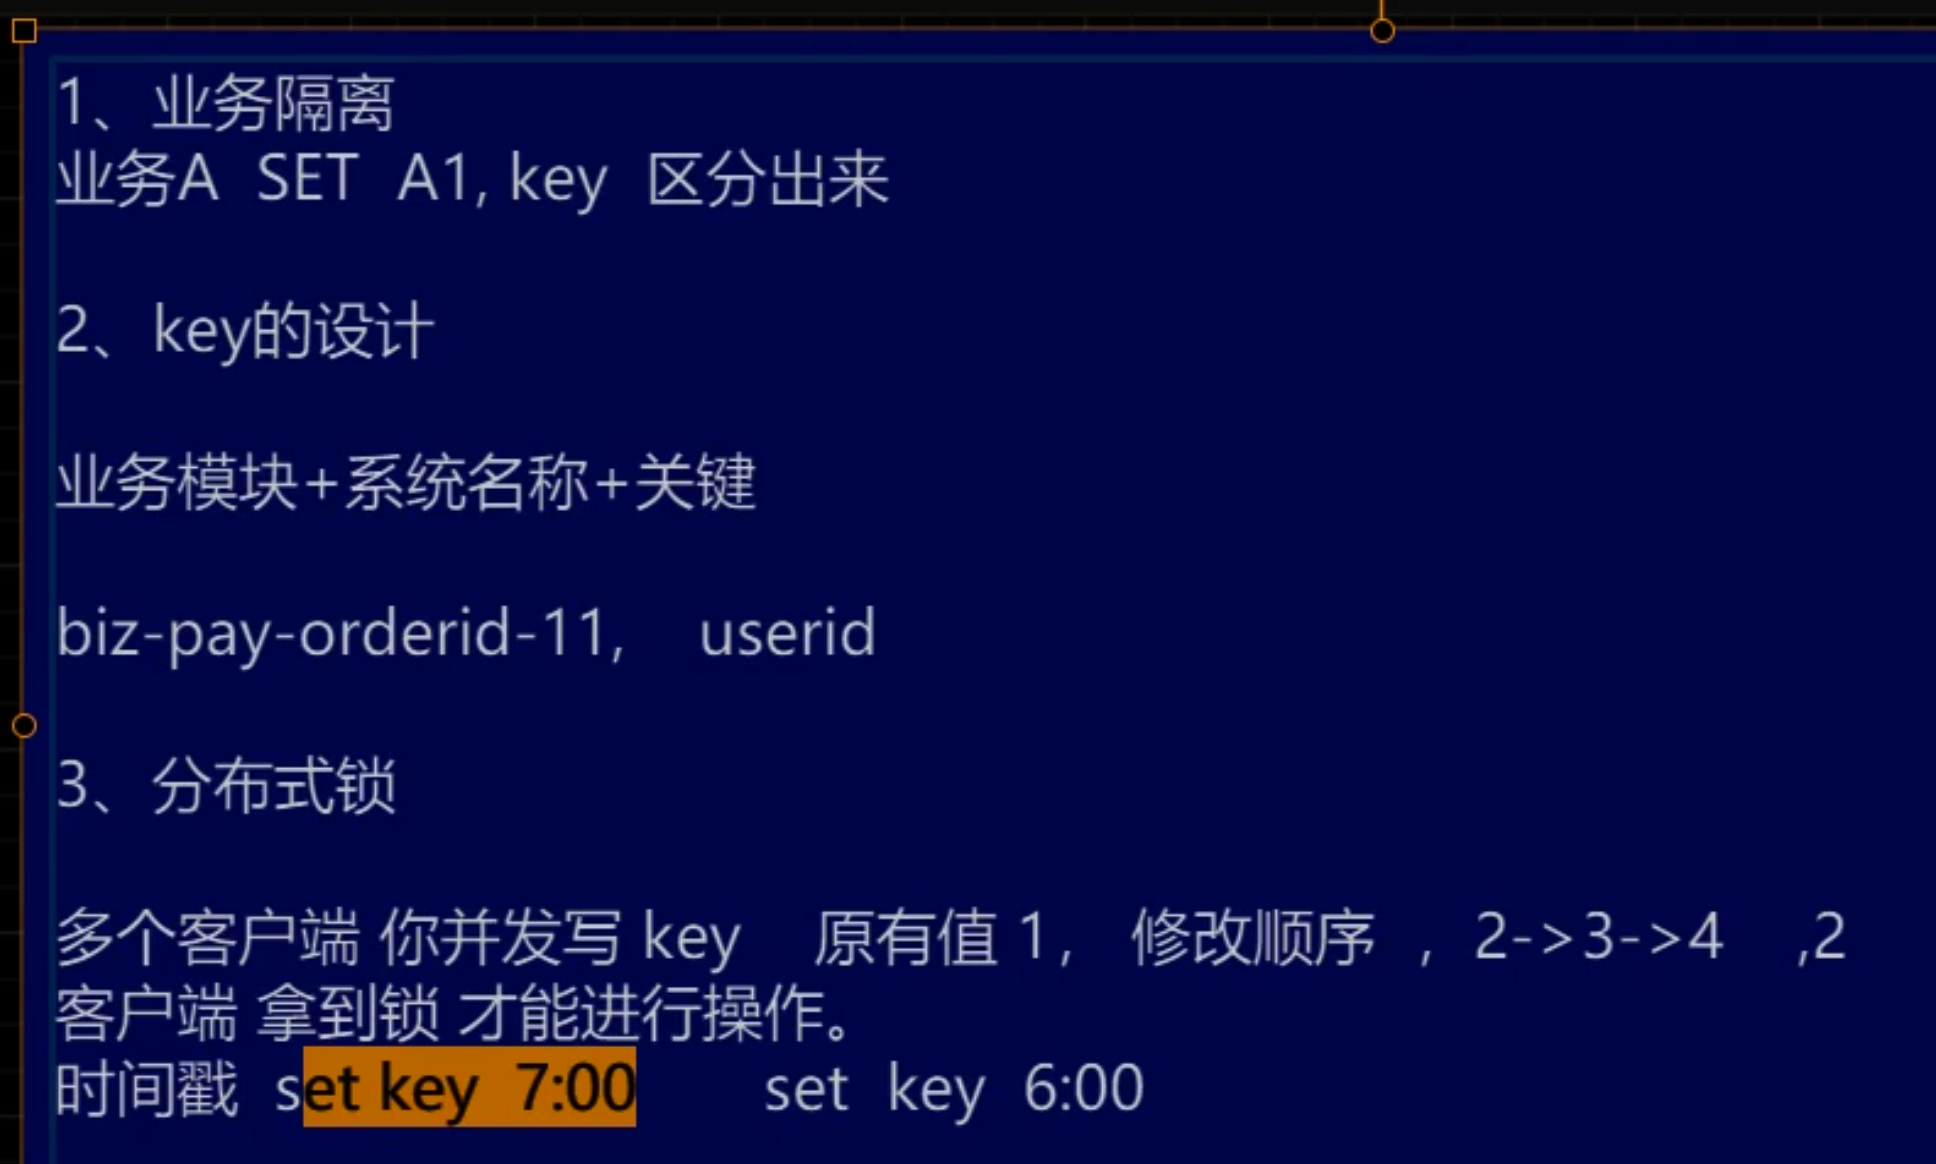 1、业务隔离
业务A SET A1, key 区分出来
2、key的设计
业务模块+系统名称+关键
biz-pay-orderid-11, userid
3、分布式锁
多个客户端 你并发写 key 原有值 1， 修改顺序 ，2->3->4 ,2
客户端 拿到锁 才能进行操作。
时间戳 set key 7:00 set key 6:00